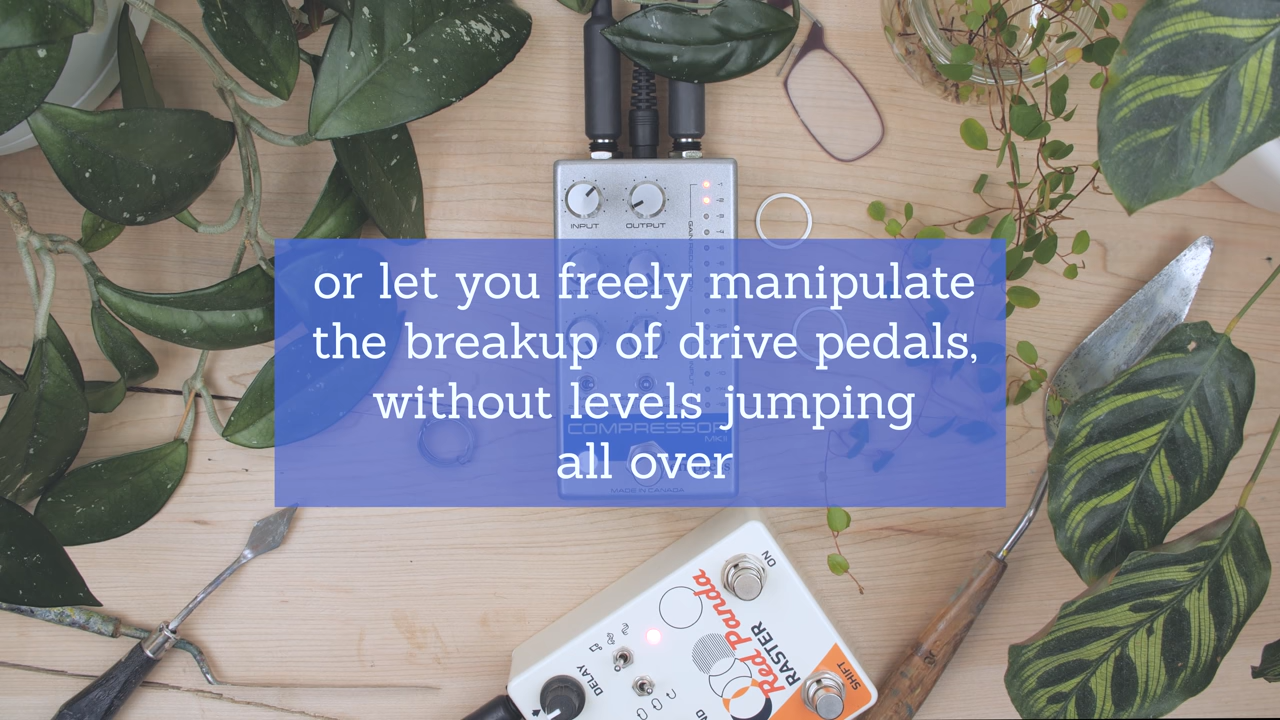 INPUT
OUTPUT
or let you freely manipulate
the breakup of drive pedals,
without levels jumping
all over
COMPRESSOR
MKII
MADE IN CANADA
ON
Red Panda
RASTER
SHIFT
DELAY